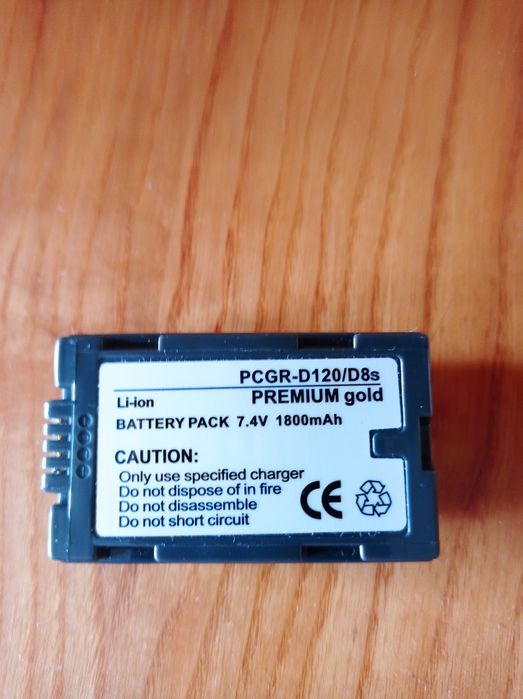 PCGR-D120/D8s
Li-ion PREMIUM gold
BATTERY PACK 7.4V 1800mAh
CAUTION:
Only use specified charger
Do not dispose of in fire
Do not disassemble
Do not short circuit
CE